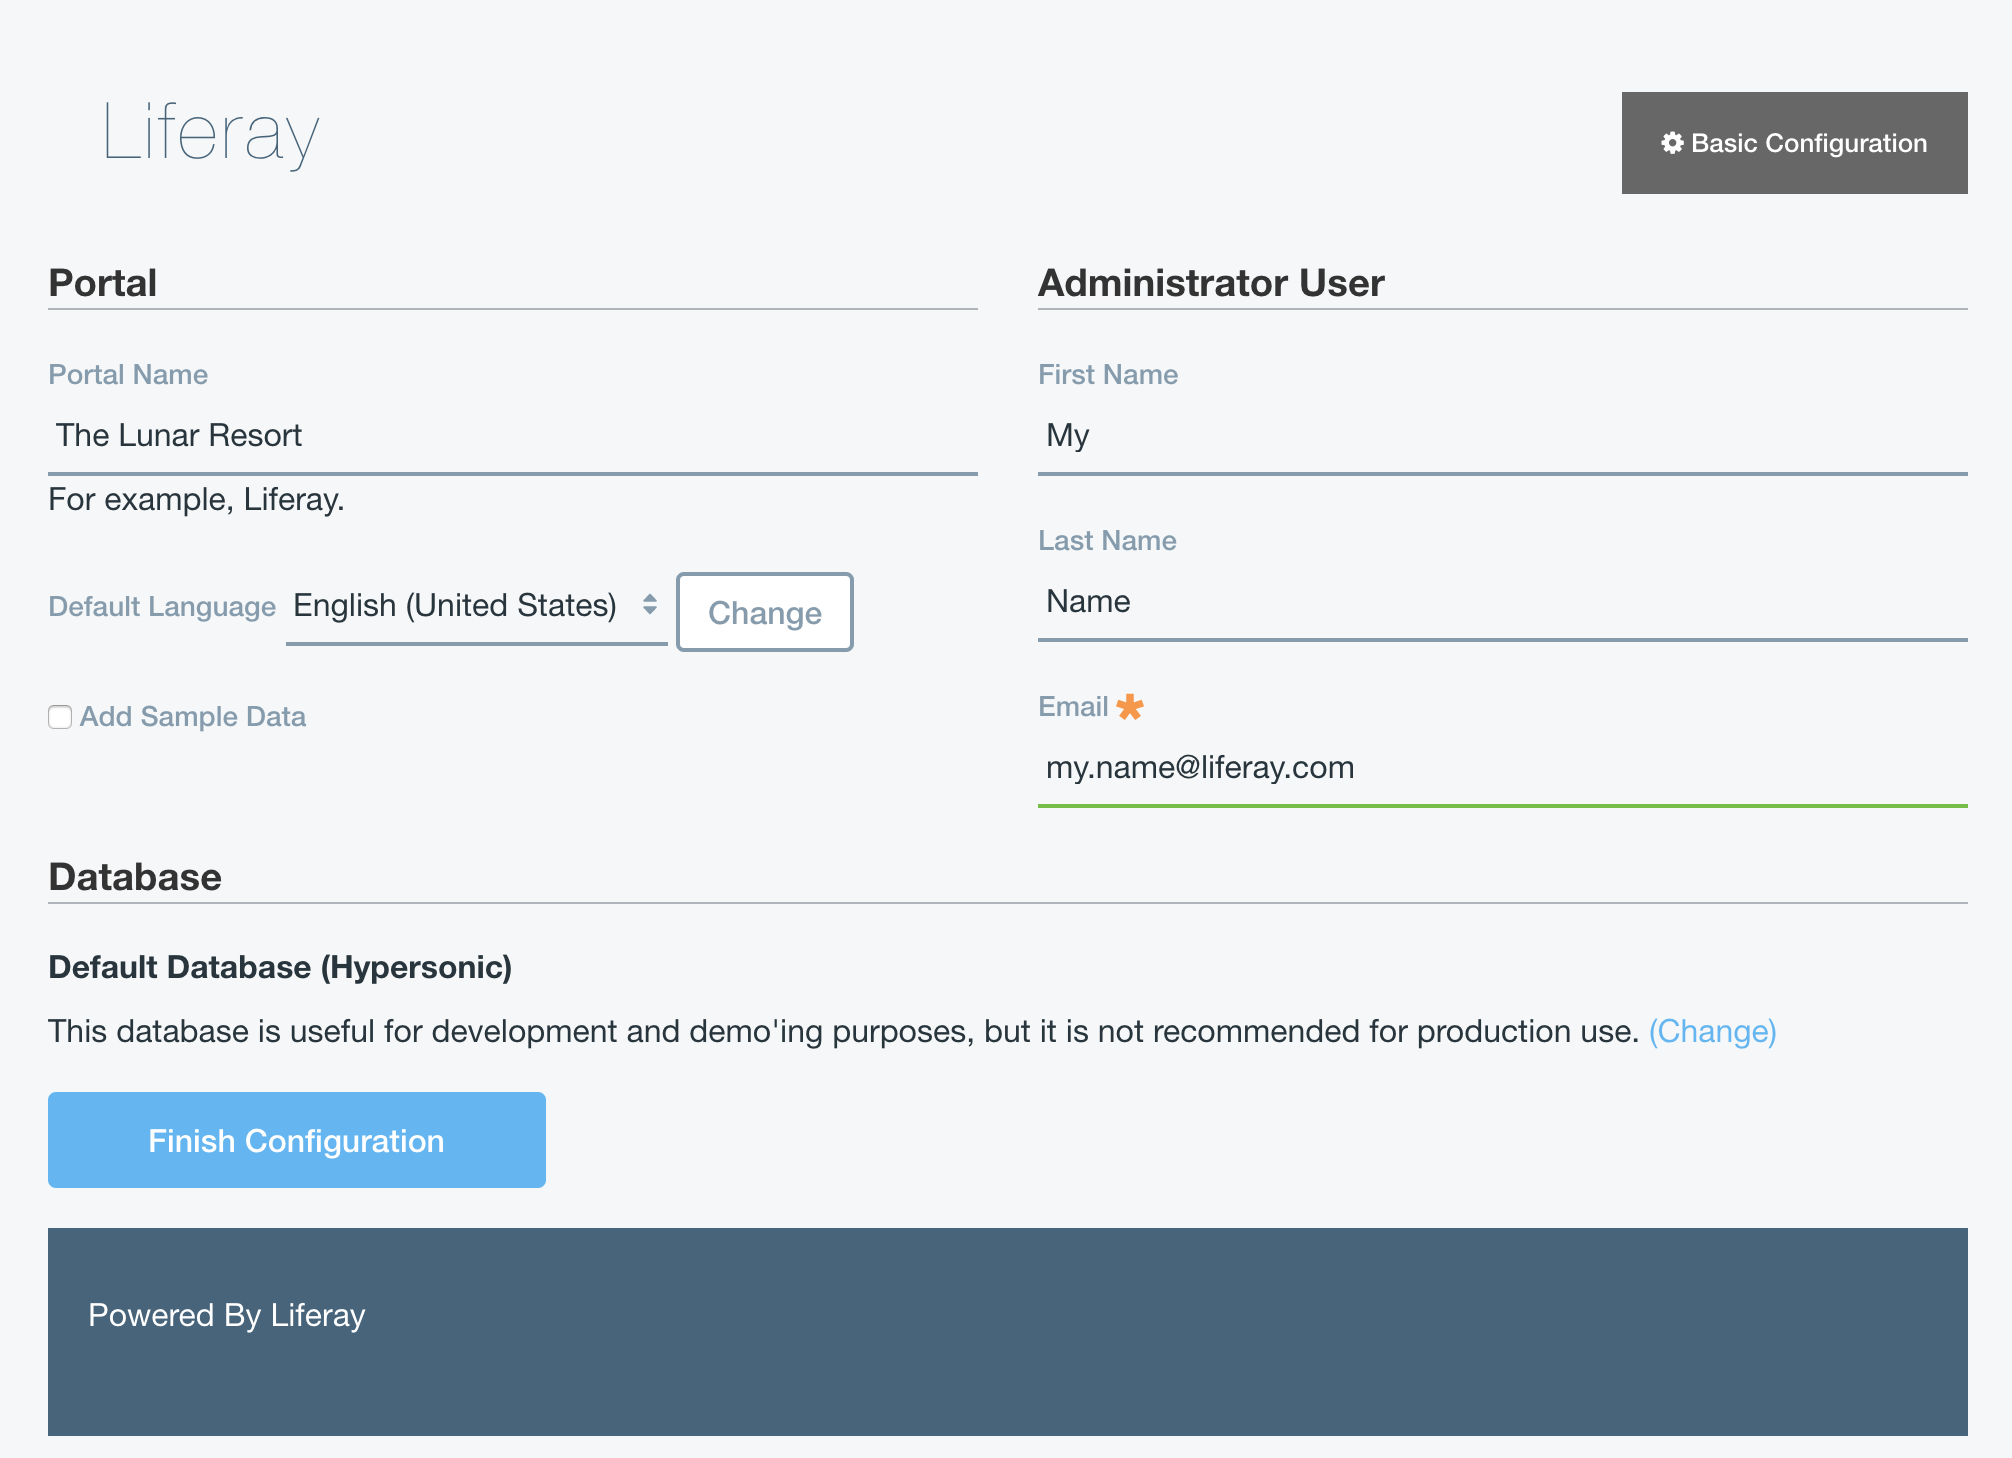 Liferay
Basic Configuration
Portal
Portal Name
The Lunar Resort
For example, Liferay.
Default Language English (United States) Change
Add Sample Data
Administrator User
First Name
My
Last Name
Name
Email *
my.name@liferay.com
Database
Default Database (Hypersonic)
This database is useful for development and demo'ing purposes, but it is not recommended for production use. (Change)
Finish Configuration
Powered By Liferay